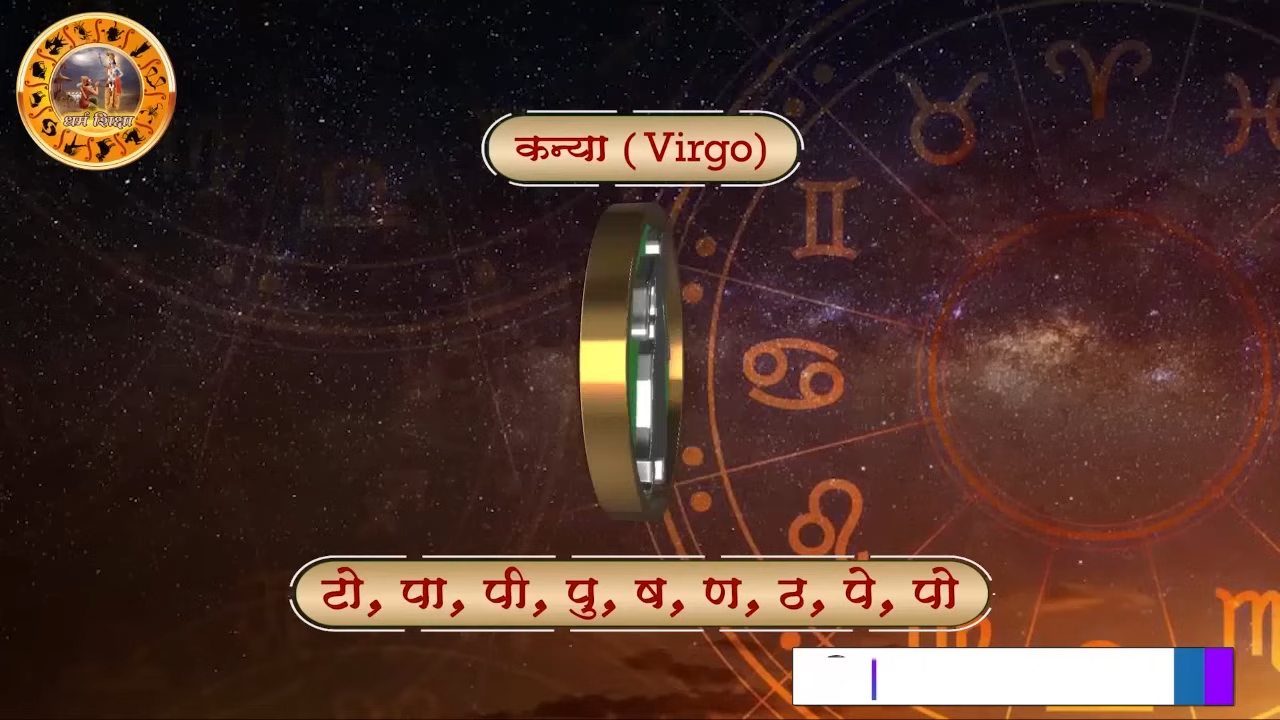 धर्म शिक्षा
कन्या ( Virgo)
टो, पा, पी, पु, ष, ण, ठ, पे, पो